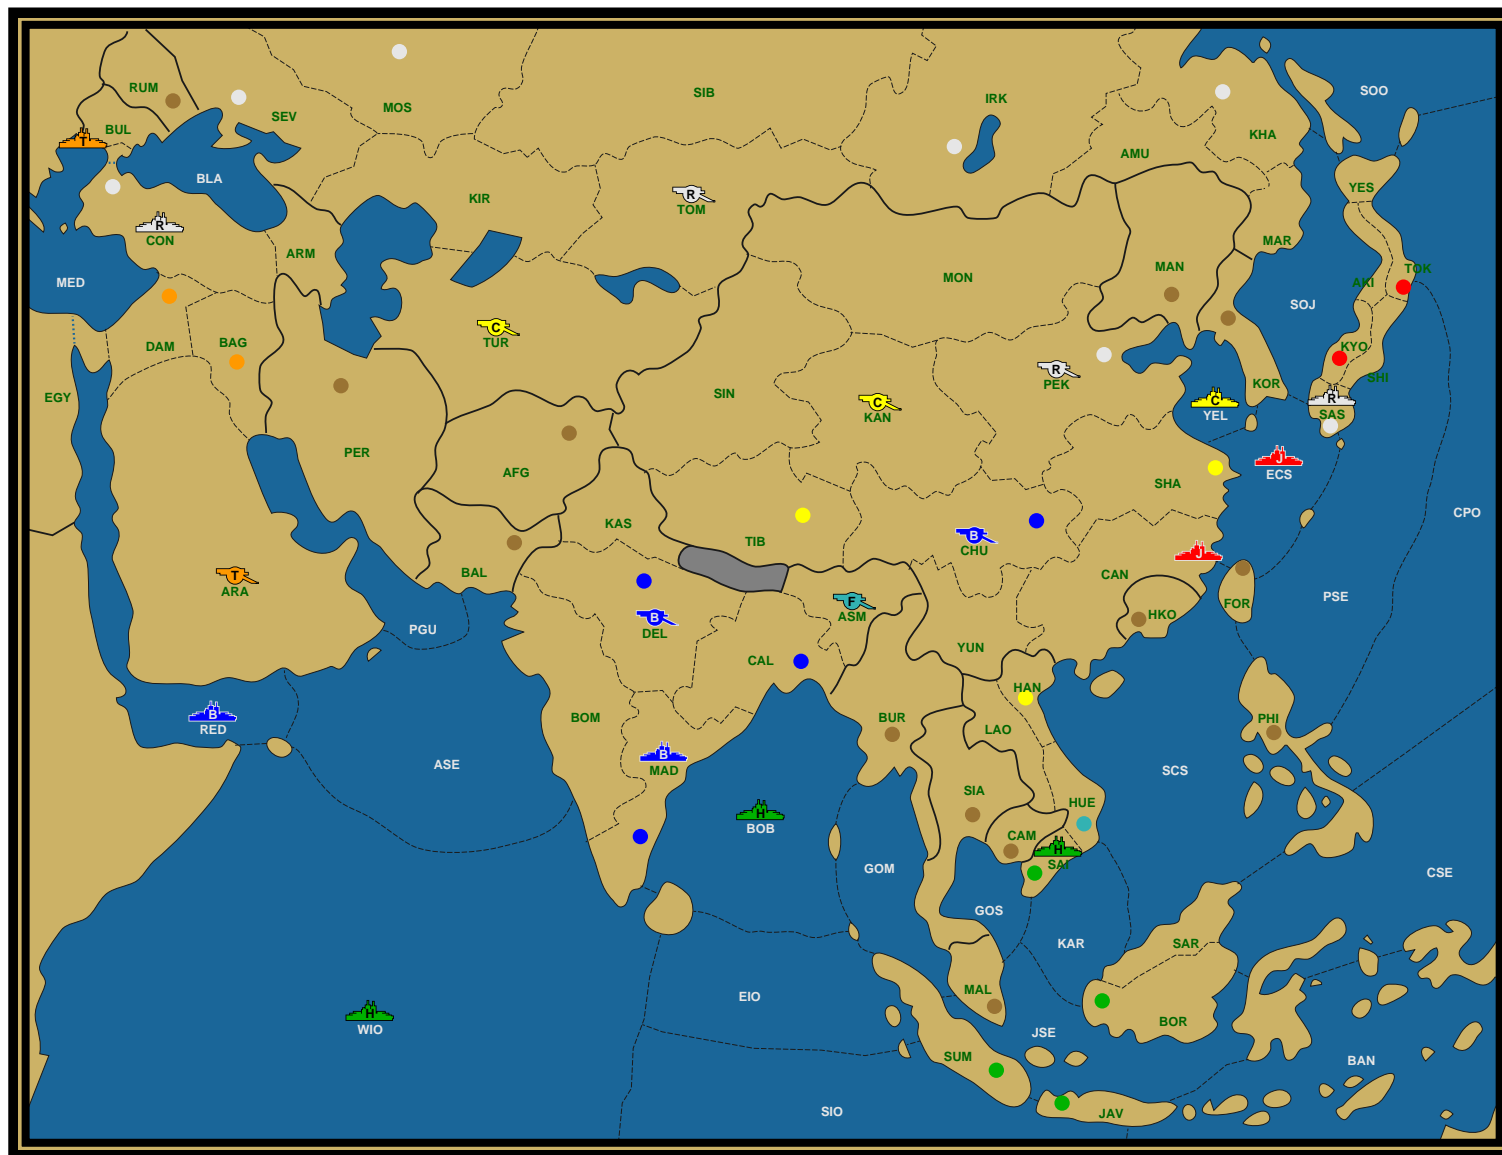 SOO
RUM
SIB
IRK
MOS
SEV
BUL
KHA
T
AMU
BLA
YES
R
KIR
TOM
R
CON
MAR
ARM
MAN
TOK
MON
MED
AKI
SOJ
C
TUR
BAG
DAM
KYO
R
PEK
SHI
KOR
SIN
EGY
C
KAN
C
YEL
R
SAS
PER
J
ECS
AFG
SHA
CPO
KAS
B
CHU
TIB
J
BAL
CAN
T
ARA
F
ASM
PSE
FOR
HKO
B
DEL
PGU
YUN
CAL
HAN
B
RED
BOM
BUR
PHI
LAO
B
MAD
ASE
SCS
SIA
HUE
H
BOB
CAM
H
SAI
GOM
CSE
GOS
KAR
SAR
MAL
EIO
H
WIO
BOR
JSE
SUM
BAN
SIO
JAV